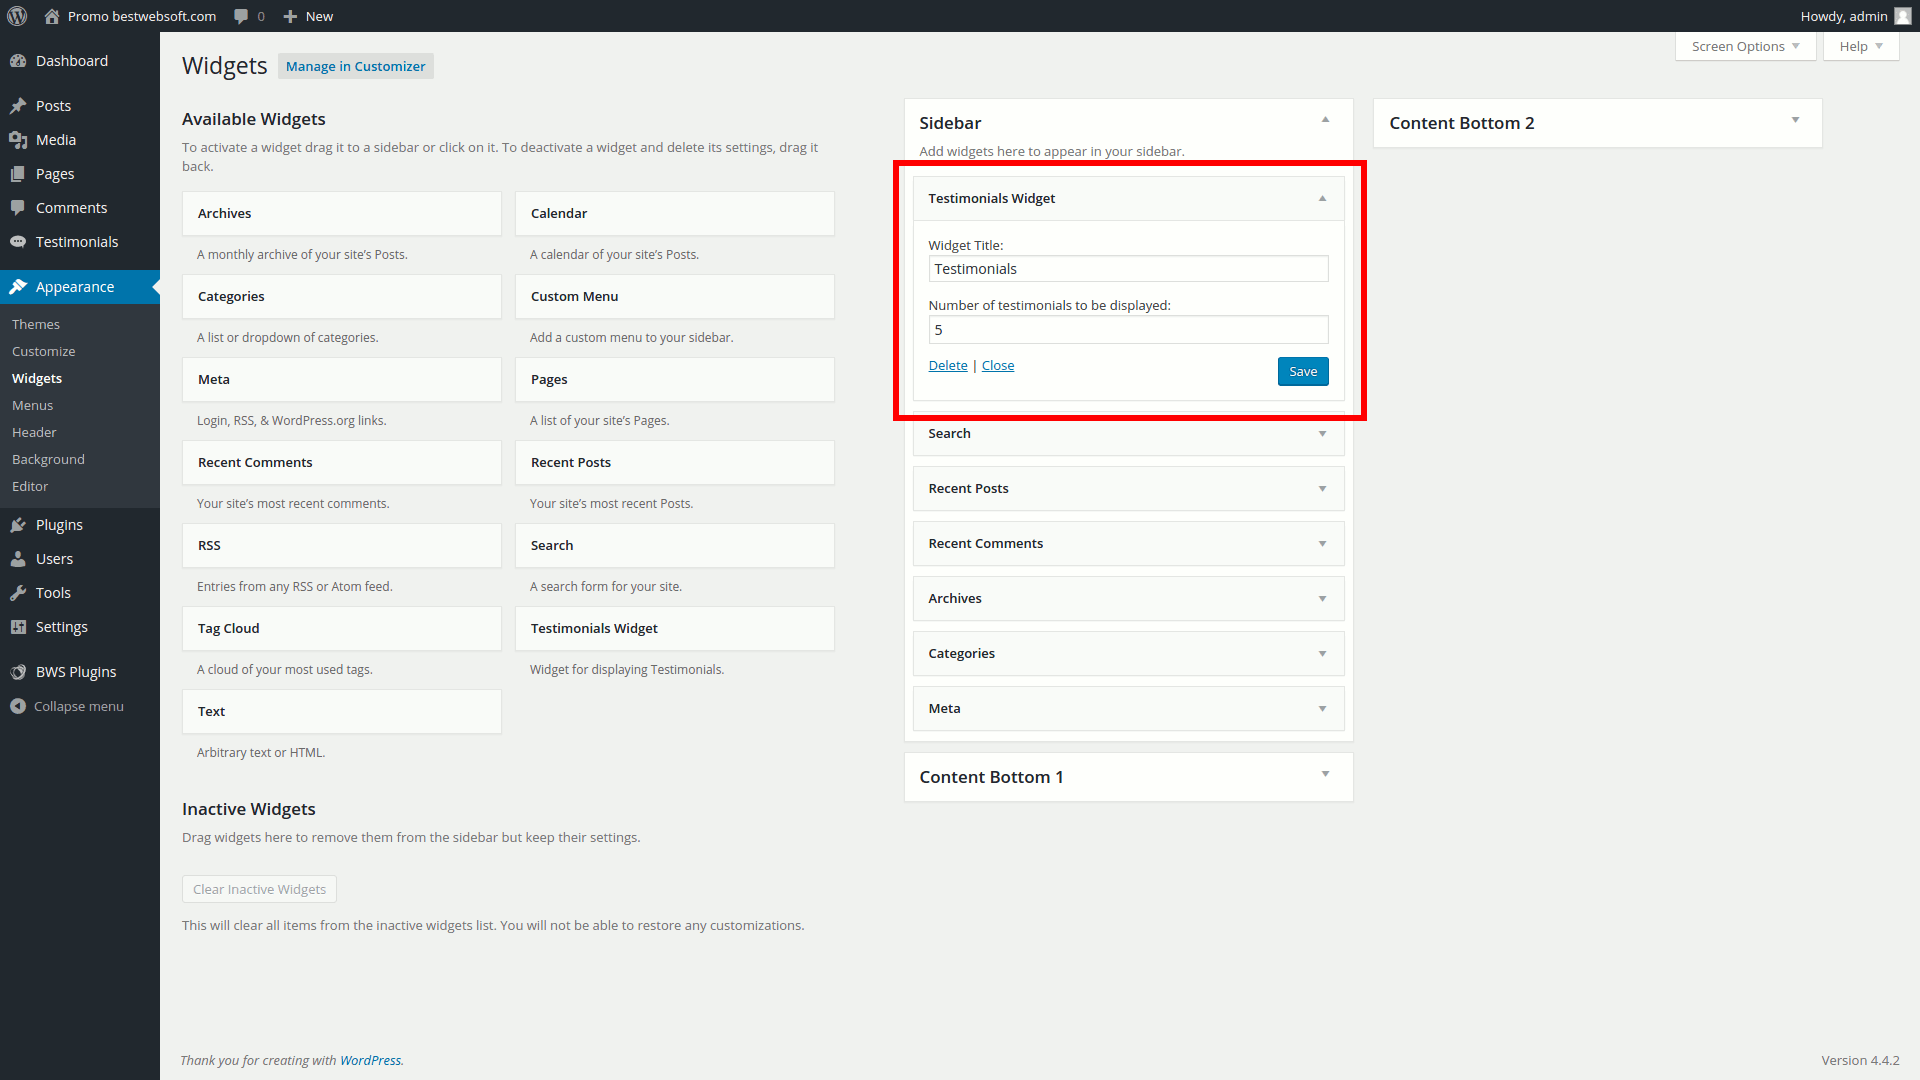 Promo bestwebsoft.com
0
New
Howdy, admin
Dashboard
Posts
Media
Pages
Comments
Testimonials
Appearance
Themes
Customize
Widgets
Menus
Header
Background
Editor
Plugins
Users
Tools
Settings
BWS Plugins
Collapse menu
Screen Options
Help
Widgets
Manage in Customizer
Available Widgets
To activate a widget drag it to a sidebar or click on it. To deactivate a widget and delete its settings, drag it
back.
Archives
A monthly archive of your site's Posts.
Calendar
A calendar of your site's Posts.
Categories
A list or dropdown of categories.
Custom Menu
Add a custom menu to your sidebar.
Meta
Login, RSS, & WordPress.org links.
Pages
A list of your site's Pages.
Recent Comments
Your site's most recent comments.
Recent Posts
Your site's most recent Posts.
RSS
Entries from any RSS or Atom feed.
Search
A search form for your site.
Tag Cloud
A cloud of your most used tags.
Testimonials Widget
Widget for displaying Testimonials.
Text
Arbitrary text or HTML.
Inactive Widgets
Drag widgets here to remove them from the sidebar but keep their settings.
Clear Inactive Widgets
This will clear all items from the inactive widgets list. You will not be able to restore any customizations.
Sidebar
Add widgets here to appear in your sidebar.
Testimonials Widget
Widget Title:
Testimonials
Number of testimonials to be displayed:
5
Delete | Close
Save
Search
Recent Posts
Recent Comments
Archives
Categories
Meta
Content Bottom 1
Content Bottom 2
Thank you for creating with WordPress.
Version 4.4.2